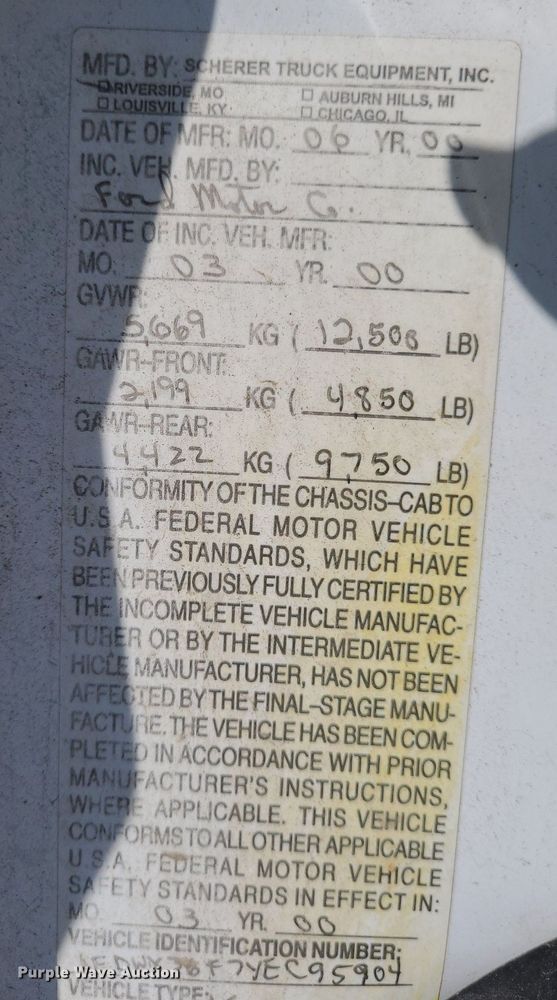 MFD. BY: SCHERER TRUCK EQUIPMENT, INC.
☐ RIVERSIDE, MO ☐ AUBURN HILLS, MI
☐ LOUISVILLE, KY ☐ CHICAGO, IL
DATE OF MFR: MO. 06 YR. 00
INC. VEH. MFD. BY:
Ford Motor Co.
DATE OF INC. VEH. MFR:
MO. 03 YR. 00
GVWR:
5,669 KG ( 12,500 LB)
GAWR-FRONT:
2,199 KG ( 4850 LB)
GAWR-REAR:
4422 KG ( 9750 LB)
CONFORMITY OF THE CHASSIS-CAB TO
U.S.A. FEDERAL MOTOR VEHICLE
SAFETY STANDARDS, WHICH HAVE
BEEN PREVIOUSLY FULLY CERTIFIED BY
THE INCOMPLETE VEHICLE MANUFAC-
TURER OR BY THE INTERMEDIATE VE-
HICLE MANUFACTURER, HAS NOT BEEN
AFFECTED BY THE FINAL-STAGE MANU-
FACTURE. THE VEHICLE HAS BEEN COM-
PLETED IN ACCORDANCE WITH PRIOR
MANUFACTURER'S INSTRUCTIONS,
WHERE APPLICABLE. THIS VEHICLE
CONFORMS TO ALL OTHER APPLICABLE
U.S.A. FEDERAL MOTOR VEHICLE
SAFETY STANDARDS IN EFFECT IN:
MO. 03 YR. 00
VEHICLE IDENTIFICATION NUMBER:
Purple Wave Auction
VEHICLE TYPE: